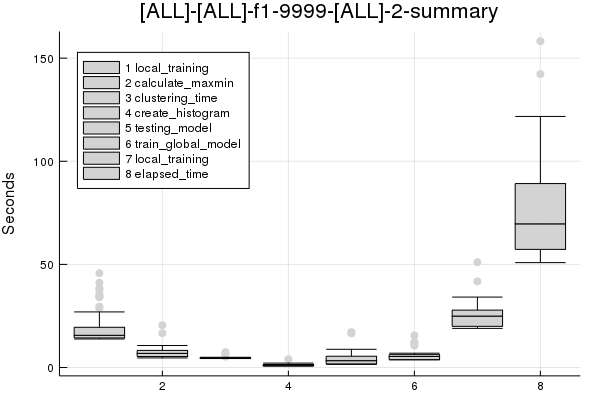 [ALL]-[ALL]-f1-9999-[ALL]-2-summary
150
100
50
0
Seconds
1 local_training
2 calculate_maxmin
3 clustering_time
4 create_histogram
5 testing_model
6 train_global_model
7 local_training
8 elapsed_time
2
4
6
8